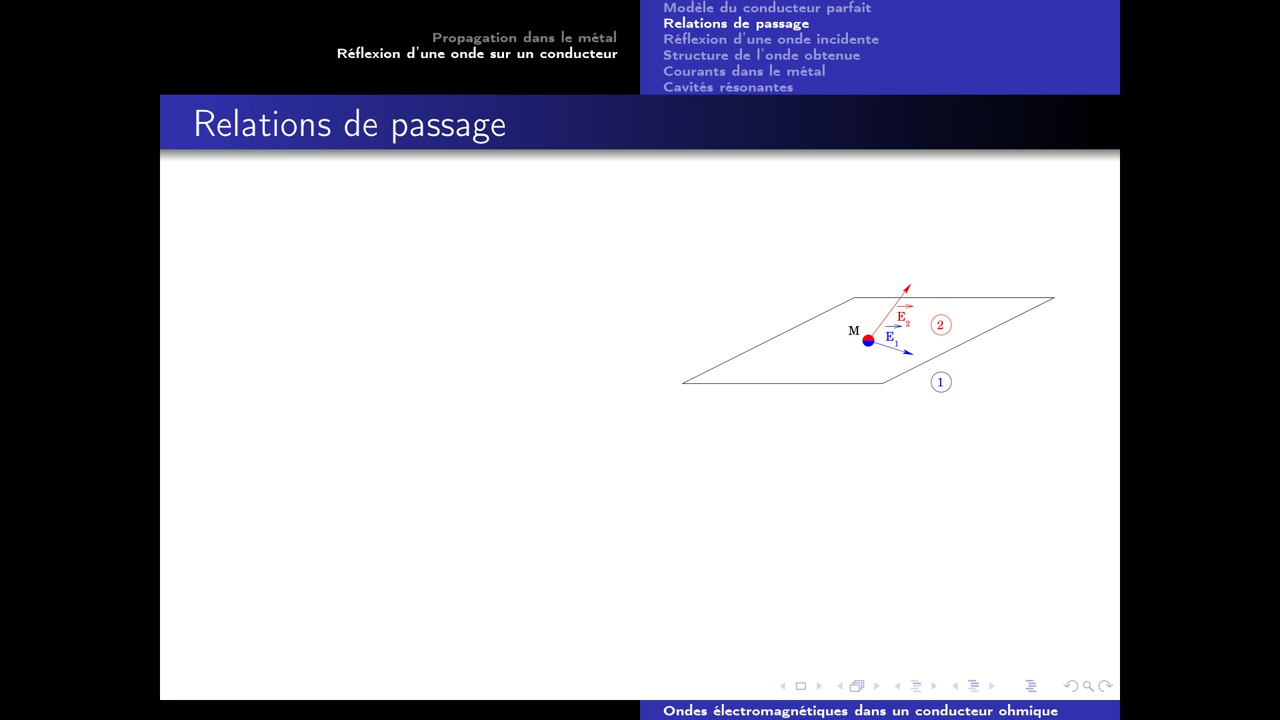 Propagation dans le métal
Réflexion d'une onde sur un conducteur
Modèle du conducteur parfait
Relations de passage
Réflexion d'une onde incidente
Structure de l'onde obtenue
Courants dans le métal
Cavités résonantes
Relations de passage
M
E2
E1
2
1
Ondes électromagnétiques dans un conducteur ohmique